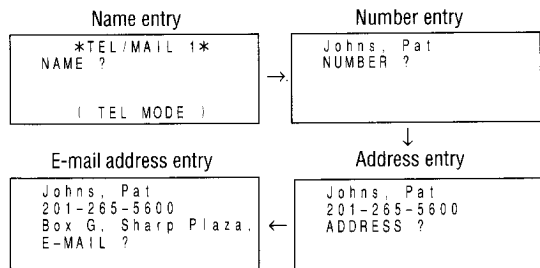 Name entry
*TEL/MAIL 1*
NAME ?
( TEL MODE )
Number entry
Johns, Pat
NUMBER ?
Address entry
Johns, Pat
201-265-5600
ADDRESS ?
E-mail address entry
Johns, Pat
201-265-5600
Box G, Sharp Plaza,
E-MAIL ?